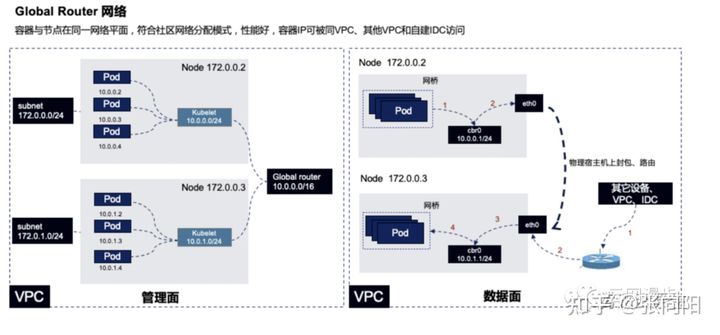 Global Router 网络
容器与节点在同一网络平面，符合社区网络分配模式，性能好，容器IP可被同VPC、其他VPC和自建IDC访问
Node 172.0.0.2
Pod
10.0.0.2
Pod
10.0.0.3
Pod
10.0.0.4
subnet
172.0.0.0/24
Kubelet
10.0.0.0/24
Global router
10.0.0.0/16
Node 172.0.0.3
Pod
10.0.1.2
Pod
10.0.1.3
Pod
10.0.1.4
subnet
172.0.1.0/24
Kubelet
10.0.1.0/24
VPC
管理面
Node 172.0.0.2
网桥
Pod
1
2
eth0
cbr0
10.0.0.1/24
物理宿主机上封包、路由
Node 172.0.0.3
网桥
Pod
4
3
eth0
cbr0
10.0.1.1/24
其它设备、
VPC、IDC
1
2
VPC
数据面
知乎 @张向阳